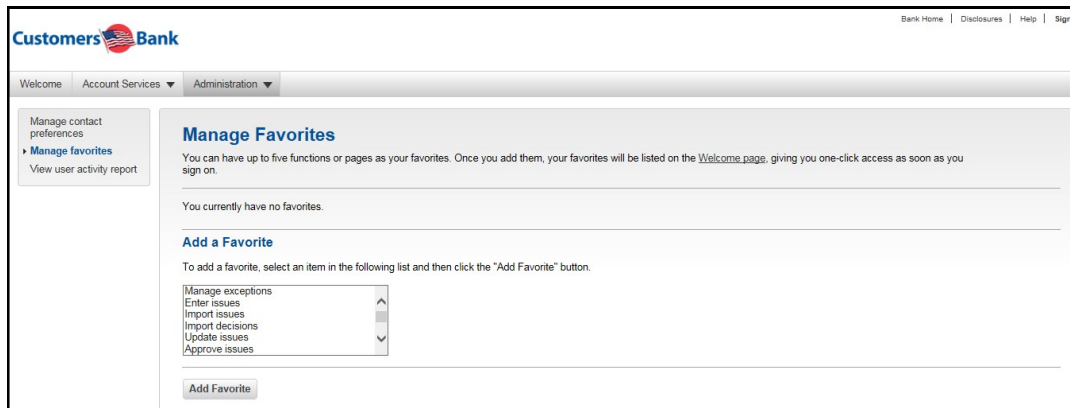 Bank Home | Disclosures | Help | Sign
Customers Bank
Welcome Account Services Administration
Manage contact
preferences
Manage favorites
View user activity report
Manage Favorites
You can have up to five functions or pages as your favorites. Once you add them, your favorites will be listed on the Welcome page, giving you one-click access as soon as you
sign on.
You currently have no favorites.
Add a Favorite
To add a favorite, select an item in the following list and then click the "Add Favorite" button.
Manage exceptions
Enter issues
Import issues
Import decisions
Update issues
Approve issues
Add Favorite